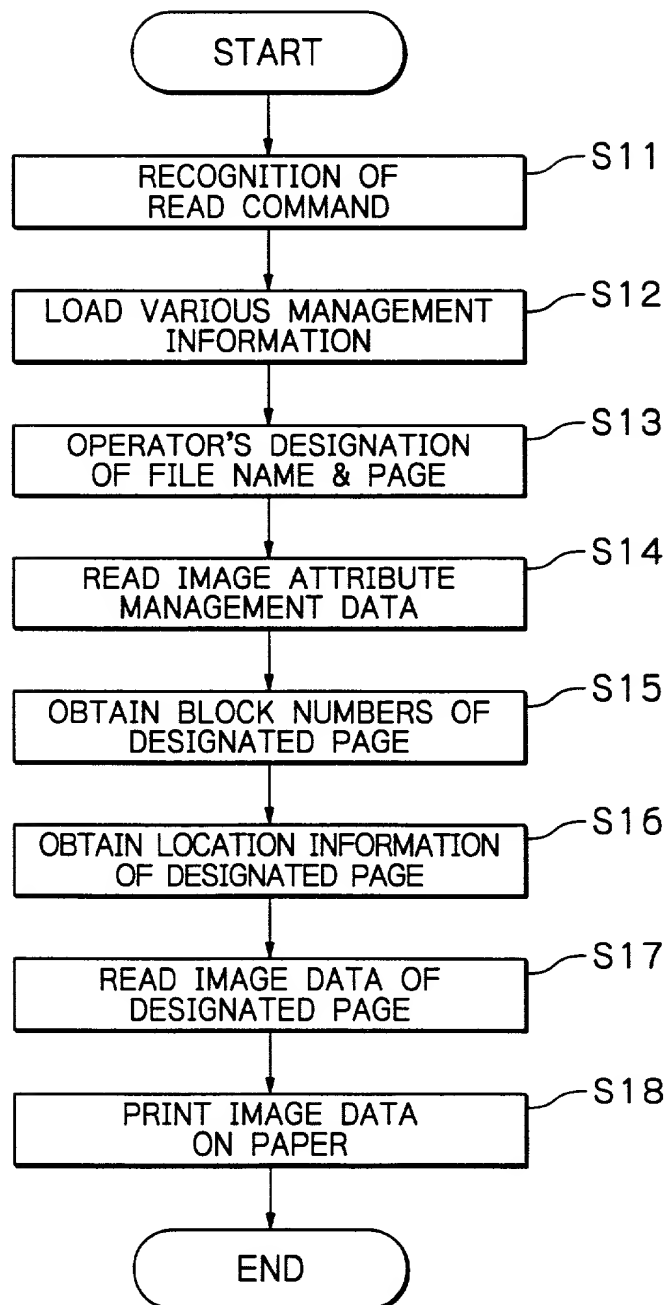 START
S11
RECOGNITION OF
READ COMMAND
S12
LOAD VARIOUS MANAGEMENT
INFORMATION
S13
OPERATOR'S DESIGNATION
OF FILE NAME & PAGE
S14
READ IMAGE ATTRIBUTE
MANAGEMENT DATA
S15
OBTAIN BLOCK NUMBERS OF
DESIGNATED PAGE
S16
OBTAIN LOCATION INFORMATION
OF DESIGNATED PAGE
S17
READ IMAGE DATA OF
DESIGNATED PAGE
S18
PRINT IMAGE DATA
ON PAPER
END